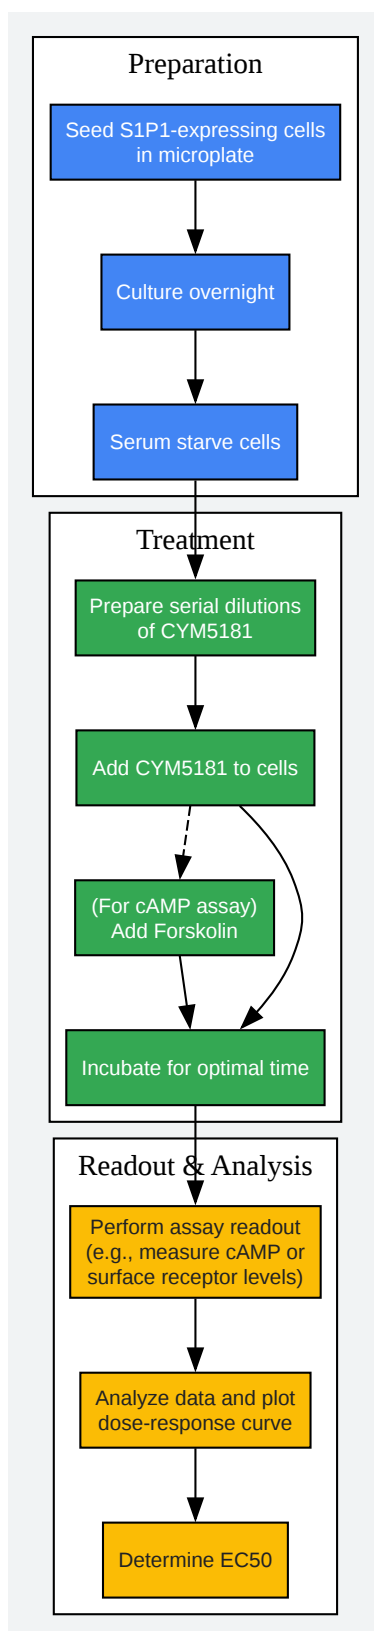 Preparation
Seed S1P1-expressing cells
in microplate
Culture overnight
Serum starve cells
Treatment
Prepare serial dilutions
of CYM5181
Add CYM5181 to cells
(For cAMP assay)
Add Forskolin
Incubate for optimal time
Readout & Analysis
Perform assay readout
(e.g., measure cAMP or
surface receptor levels)
Analyze data and plot
dose-response curve
Determine EC50